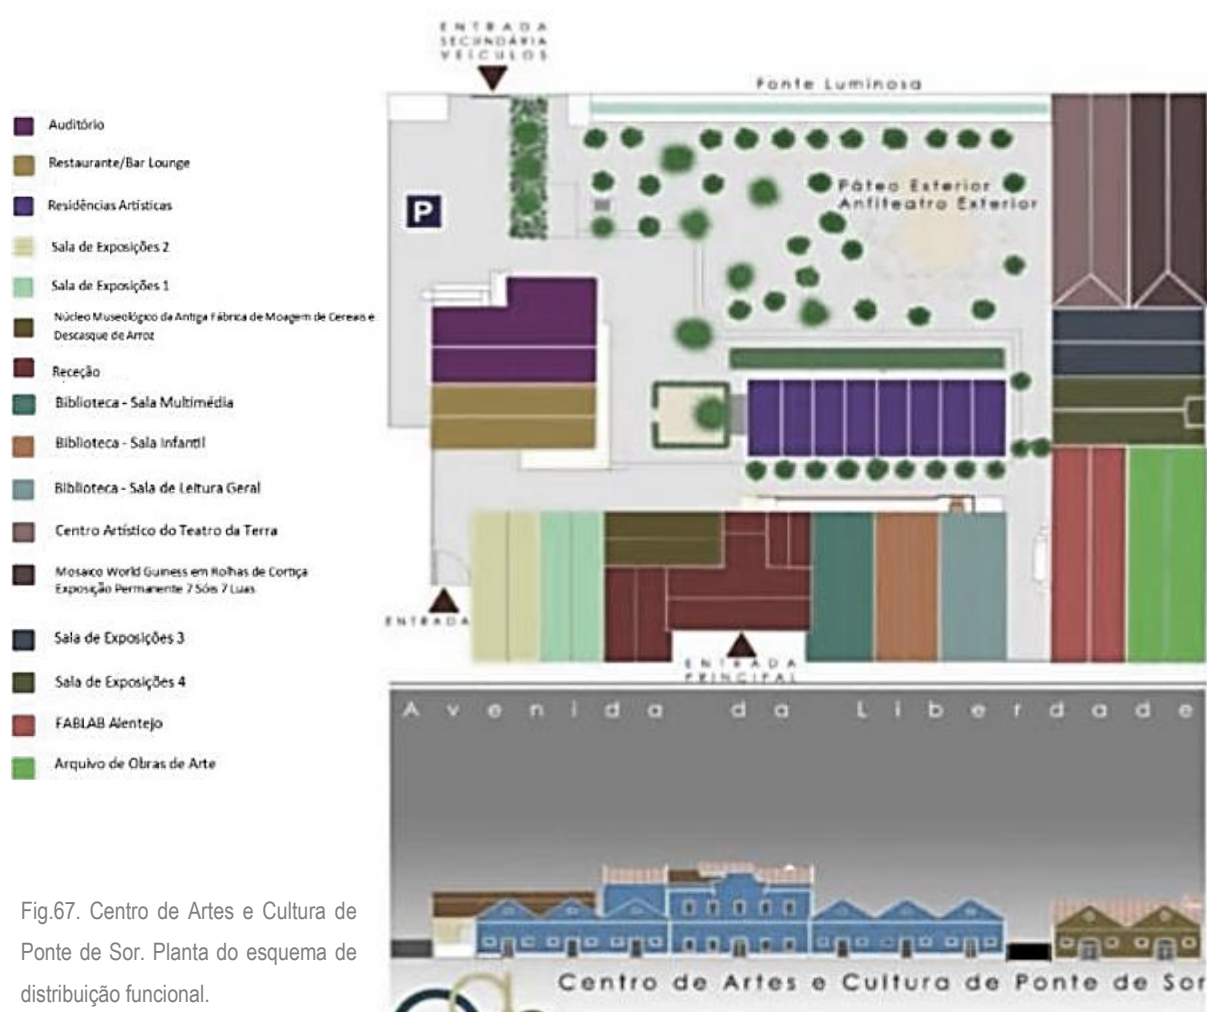 ENTRADA
SECUNDÁRIA
VEÍCULOS
Fonte Luminosa
Auditório
Restaurante/Bar Lounge
Residências Artísticas
Sala de Exposições 2
Sala de Exposições 1
Núcleo Museológico da Antiga Fábrica de Moagem de Cereais e
Descasque de Arroz
Receção
Biblioteca - Sala Multimédia
Biblioteca - Sala Infantil
Biblioteca - Sala de Leitura Geral
Centro Artístico do Teatro da Terra
Mosaico World Guiness em Rolhas de Cortiça
Exposição Permanente 7 Sóis 7 Luas
Sala de Exposições 3
Sala de Exposições 4
FABLAB Alentejo
Arquivo de Obras de Arte
P
Páteo Exterior
Anfiteatro Exterior
ENTRADA
ENTRADA
PRINCIPAL
Avenida da Liberdade
Centro de Artes e Cultura de Ponte de Sor
Fig.67. Centro de Artes e Cultura de
Ponte de Sor. Planta do esquema de
distribuição funcional.